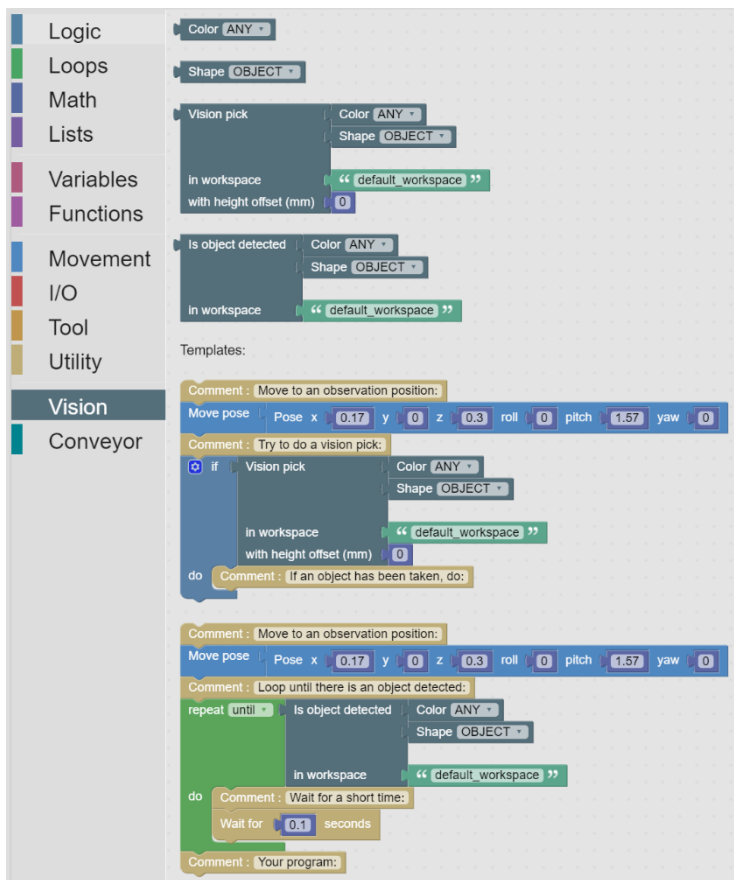 Logic
Loops
Math
Lists
Variables
Functions
Movement
I/O
Tool
Utility
Vision
Conveyor
Color ANY
Shape OBJECT
Vision pick Color ANY
Shape OBJECT
in workspace “ default_workspace ”
with height offset (mm) 0
Is object detected Color ANY
Shape OBJECT
in workspace “ default_workspace ”
Templates:
Comment : Move to an observation position:
Move pose Pose x 0.17 y 0 z 0.3 roll 0 pitch 1.57 yaw 0
Comment : Try to do a vision pick:
if Vision pick Color ANY
Shape OBJECT
in workspace “ default_workspace ”
with height offset (mm) 0
do Comment : If an object has been taken, do:
Comment : Move to an observation position:
Move pose Pose x 0.17 y 0 z 0.3 roll 0 pitch 1.57 yaw 0
Comment : Loop until there is an object detected:
repeat until Is object detected Color ANY
Shape OBJECT
in workspace “ default_workspace ”
do Comment : Wait for a short time:
Wait for 0.1 seconds
Comment : Your program: